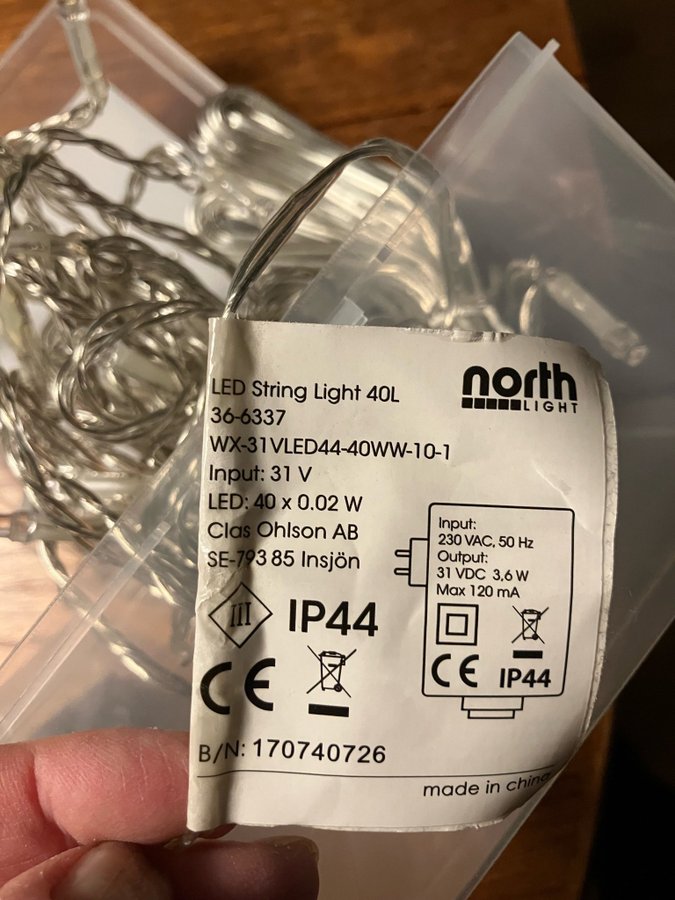 north
LIGHT
LED String Light 40L
36-6337
WX-31VLED44-40WW-10-1
Input: 31 V
LED: 40 x 0.02 W
Clas Ohlson AB
SE-793 85 Insjön
III
IP44
CE
B/N: 170740726
Input:
230 VAC, 50 Hz
Output:
31 VDC 3,6 W
Max 120 mA
CE
IP44
made in china